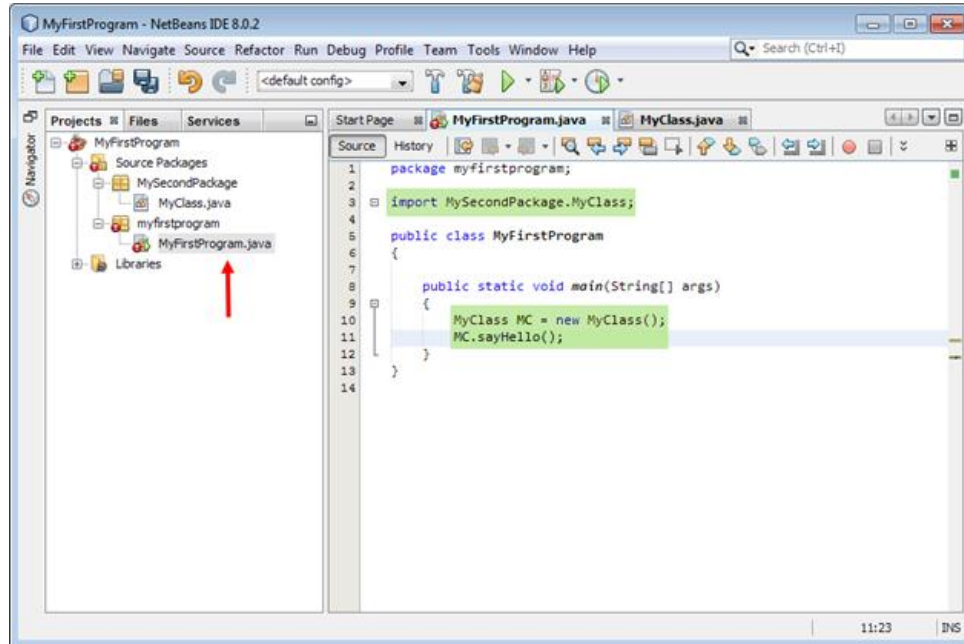 MyFirstProgram - NetBeans IDE 8.0.2
File Edit View Navigate Source Refactor Run Debug Profile Team Tools Window Help
Search (Ctrl+I)
<default config>
Navigator
Projects Files Services
MyFirstProgram
Source Packages
MySecondPackage
MyClass.java
myfirstprogram
MyFirstProgram.java
Libraries
Start Page MyFirstProgram.java MyClass.java
Source History
1 package myfirstprogram;
2
3 import MySecondPackage.MyClass;
4
5 public class MyFirstProgram
6 {
7
8 public static void main(String[] args)
9 {
10 MyClass MC = new MyClass();
11 MC.sayHello();
12 }
13 }
14
11:23 INS